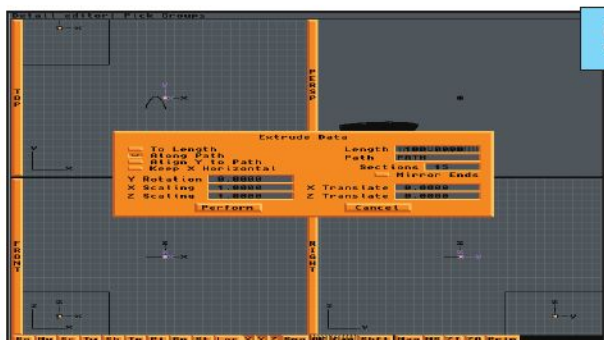 Detail editor: Pick Groups
TOP
PERSP
Extrude Data
To Length
Along Path
Align Y to Path
Keep X Horizontal
Length 100.0000
Path PATH
Sections 15
Mirror Ends
Y Rotation 0.0000
X Scaling 1.0000
Z Scaling 1.0000
X Translate 0.0000
Z Translate 0.0000
Perform
Cancel
FRONT
RIGHT